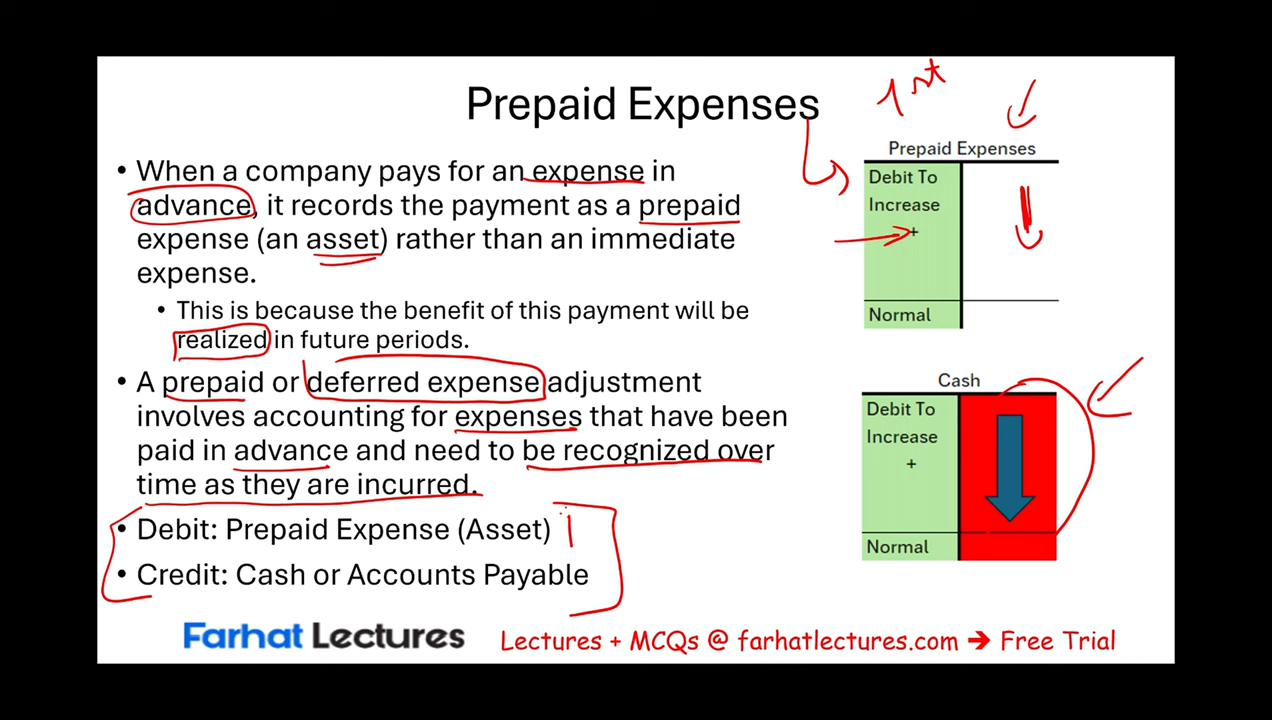 Prepaid Expenses
1st
• When a company pays for an expense in
advance, it records the payment as a prepaid
expense (an asset) rather than an immediate
expense.
• This is because the benefit of this payment will be
realized in future periods.
• A prepaid or deferred expense adjustment
involves accounting for expenses that have been
paid in advance and need to be recognized over
time as they are incurred.
• Debit: Prepaid Expense (Asset)
• Credit: Cash or Accounts Payable
Prepaid Expenses
Debit To
Increase
+
Normal
Cash
Debit To
Increase
+
Normal
Farhat Lectures
Lectures + MCQs @ farhatlectures.com ➔ Free Trial